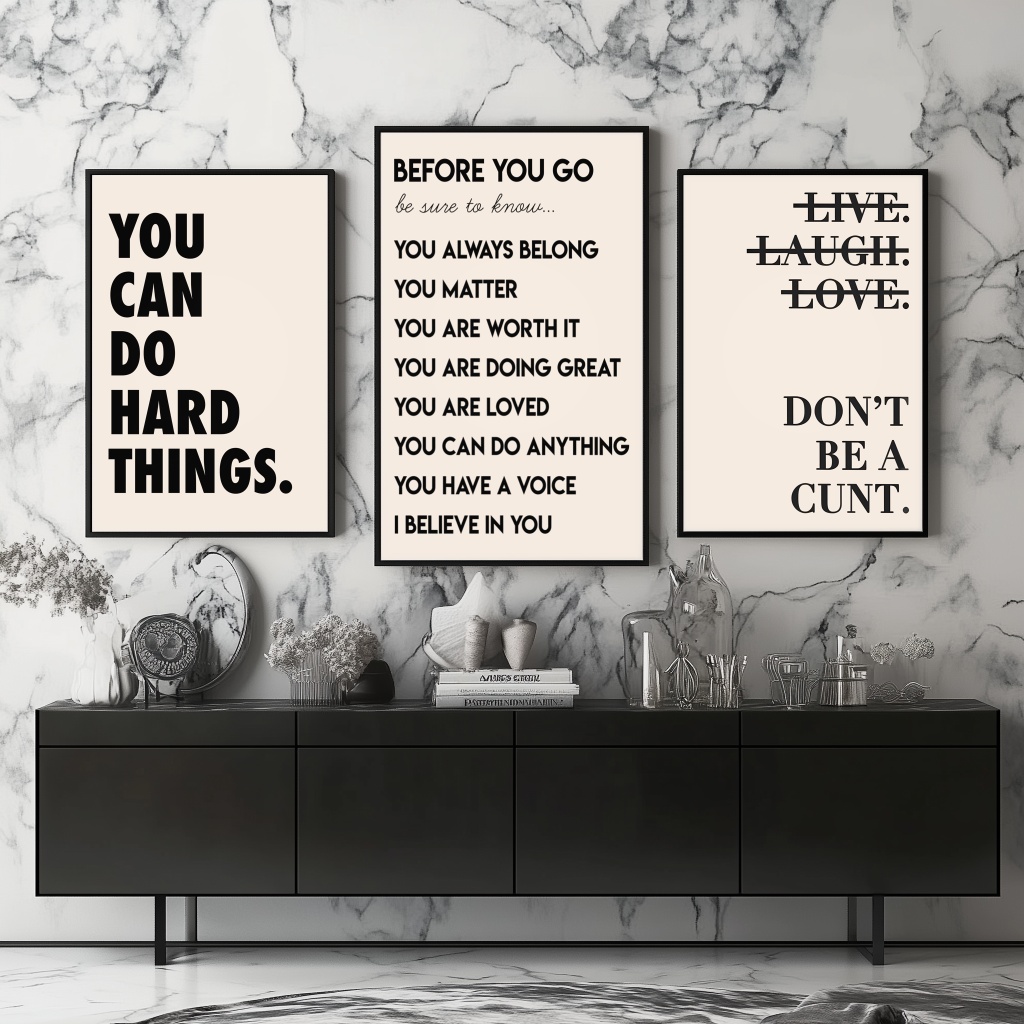 YOU
CAN
DO
HARD
THINGS.
BEFORE YOU GO
be sure to know...
YOU ALWAYS BELONG
YOU MATTER
YOU ARE WORTH IT
YOU ARE DOING GREAT
YOU ARE LOVED
YOU CAN DO ANYTHING
YOU HAVE A VOICE
I BELIEVE IN YOU
LIVE.
LAUGH.
LOVE.
DON’T
BE A
CUNT.